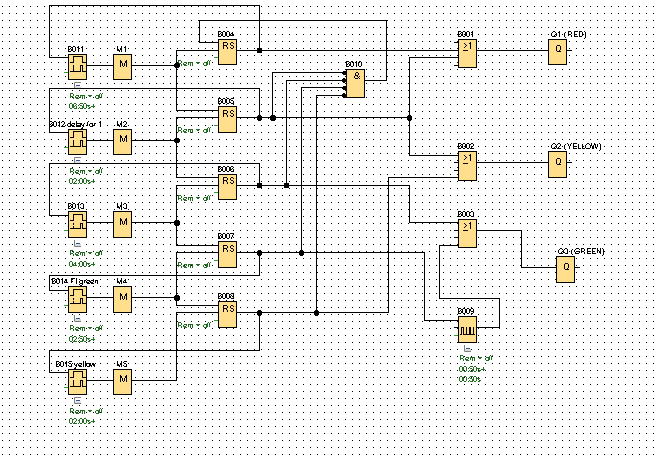 B004
B001
Q1 (RED)
RS
≥1
Q
B011
M1
M
Rem = off
B010
&
Rem = off
06:50s+
B005
RS
B012 delay for 1
M2
M
Rem = off
B002
Q2 (YELLOW)
≥1
Q
Rem = off
02:00s+
B006
RS
Rem = off
B013
M3
M
B003
≥1
B007
RS
Q3 (GREEN)
Q
Rem = off
04:00s+
Rem = off
B014 Fl green
M4
M
B008
RS
Rem = off
B009
Rem = off
02:50s+
Rem = off
00:50s+
00:50s
B015 yellow
M5
M
Rem = off
02:00s+